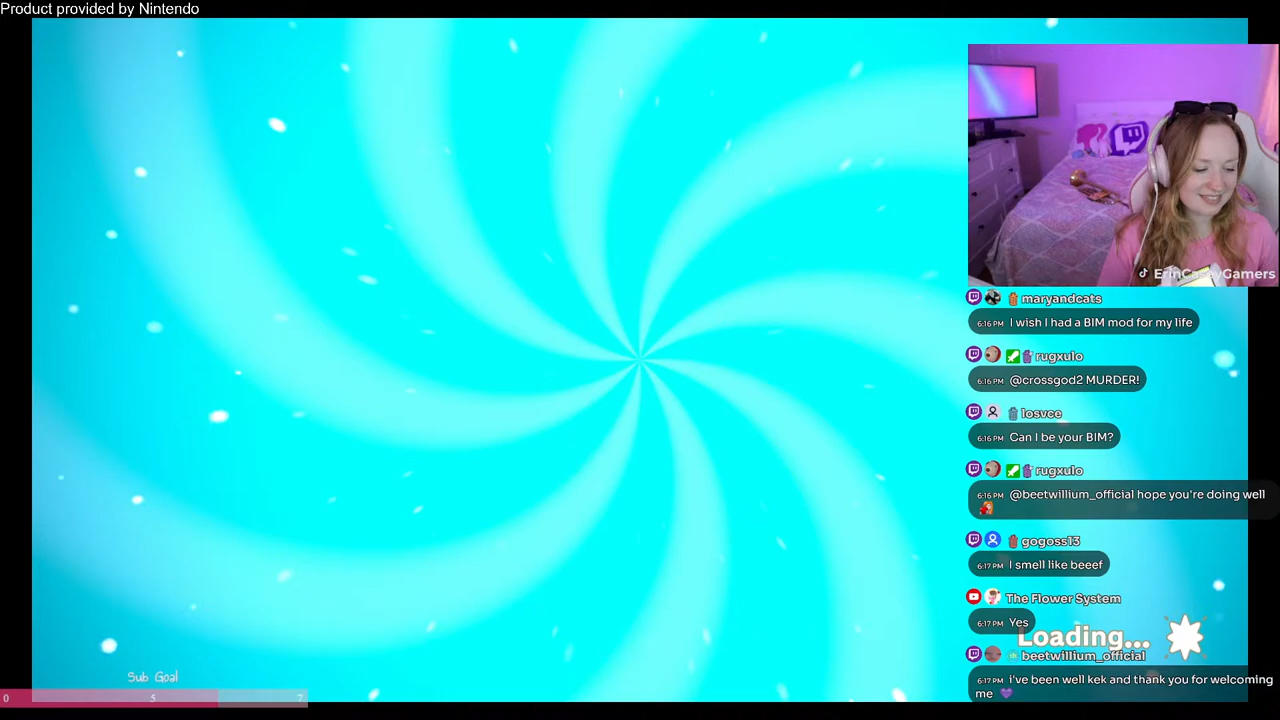 Product provided by Nintendo
ErinCaseyGamers
maryandcats
6:16 PM I wish I had a BIM mod for my life
rugxulo
6:16 PM @crossgod2 MURDER!
losvce
6:16 PM Can I be your BIM?
rugxulo
6:16 PM @beetwillium_official hope you're doing well
gogoss13
6:17 PM I smell like beeef
The Flower System
6:17 PM Yes
Loading...
beetwillium_official
6:17 PM i've been well kek and thank you for welcoming
me 💜
Sub Goal
0 5 7